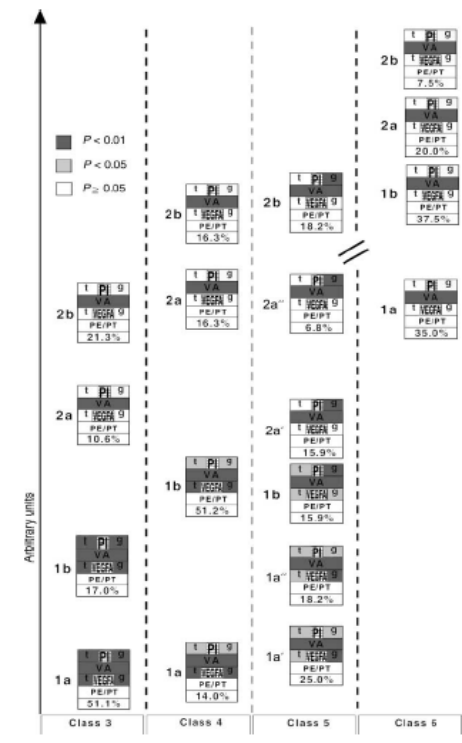 P < 0.01
P < 0.05
P ≥ 0.05
Arbitrary units
2b
t PI g
VA
t VEGFA g
PE/PT
21.3%
2a
t PI g
VA
t VEGFA g
PE/PT
10.6%
1b
t PI g
VA
t VEGFA g
PE/PT
17.0%
1a
t PI g
VA
t VEGFA g
PE/PT
51.1%
Class 3
2b
t PI g
VA
t VEGFA g
PE/PT
16.3%
2a
t PI g
VA
t VEGFA g
PE/PT
16.3%
1b
t PI g
VA
t VEGFA g
PE/PT
51.2%
1a
t PI g
VA
t VEGFA g
PE/PT
14.0%
Class 4
2b
t PI g
VA
t VEGFA g
PE/PT
18.2%
2a″
t PI g
VA
t VEGFA g
PE/PT
6.8%
2a′
t PI g
VA
t VEGFA g
PE/PT
15.9%
1b
t PI g
VA
t VEGFA g
PE/PT
15.9%
1a″
t PI g
VA
t VEGFA g
PE/PT
18.2%
1a′
t PI g
VA
t VEGFA g
PE/PT
25.0%
Class 5
2b
t PI g
VA
t VEGFA g
PE/PT
7.5%
2a
t PI g
VA
t VEGFA g
PE/PT
20.0%
1b
t PI g
VA
t VEGFA g
PE/PT
37.5%
1a
t PI g
VA
t VEGFA g
PE/PT
35.0%
Class 6